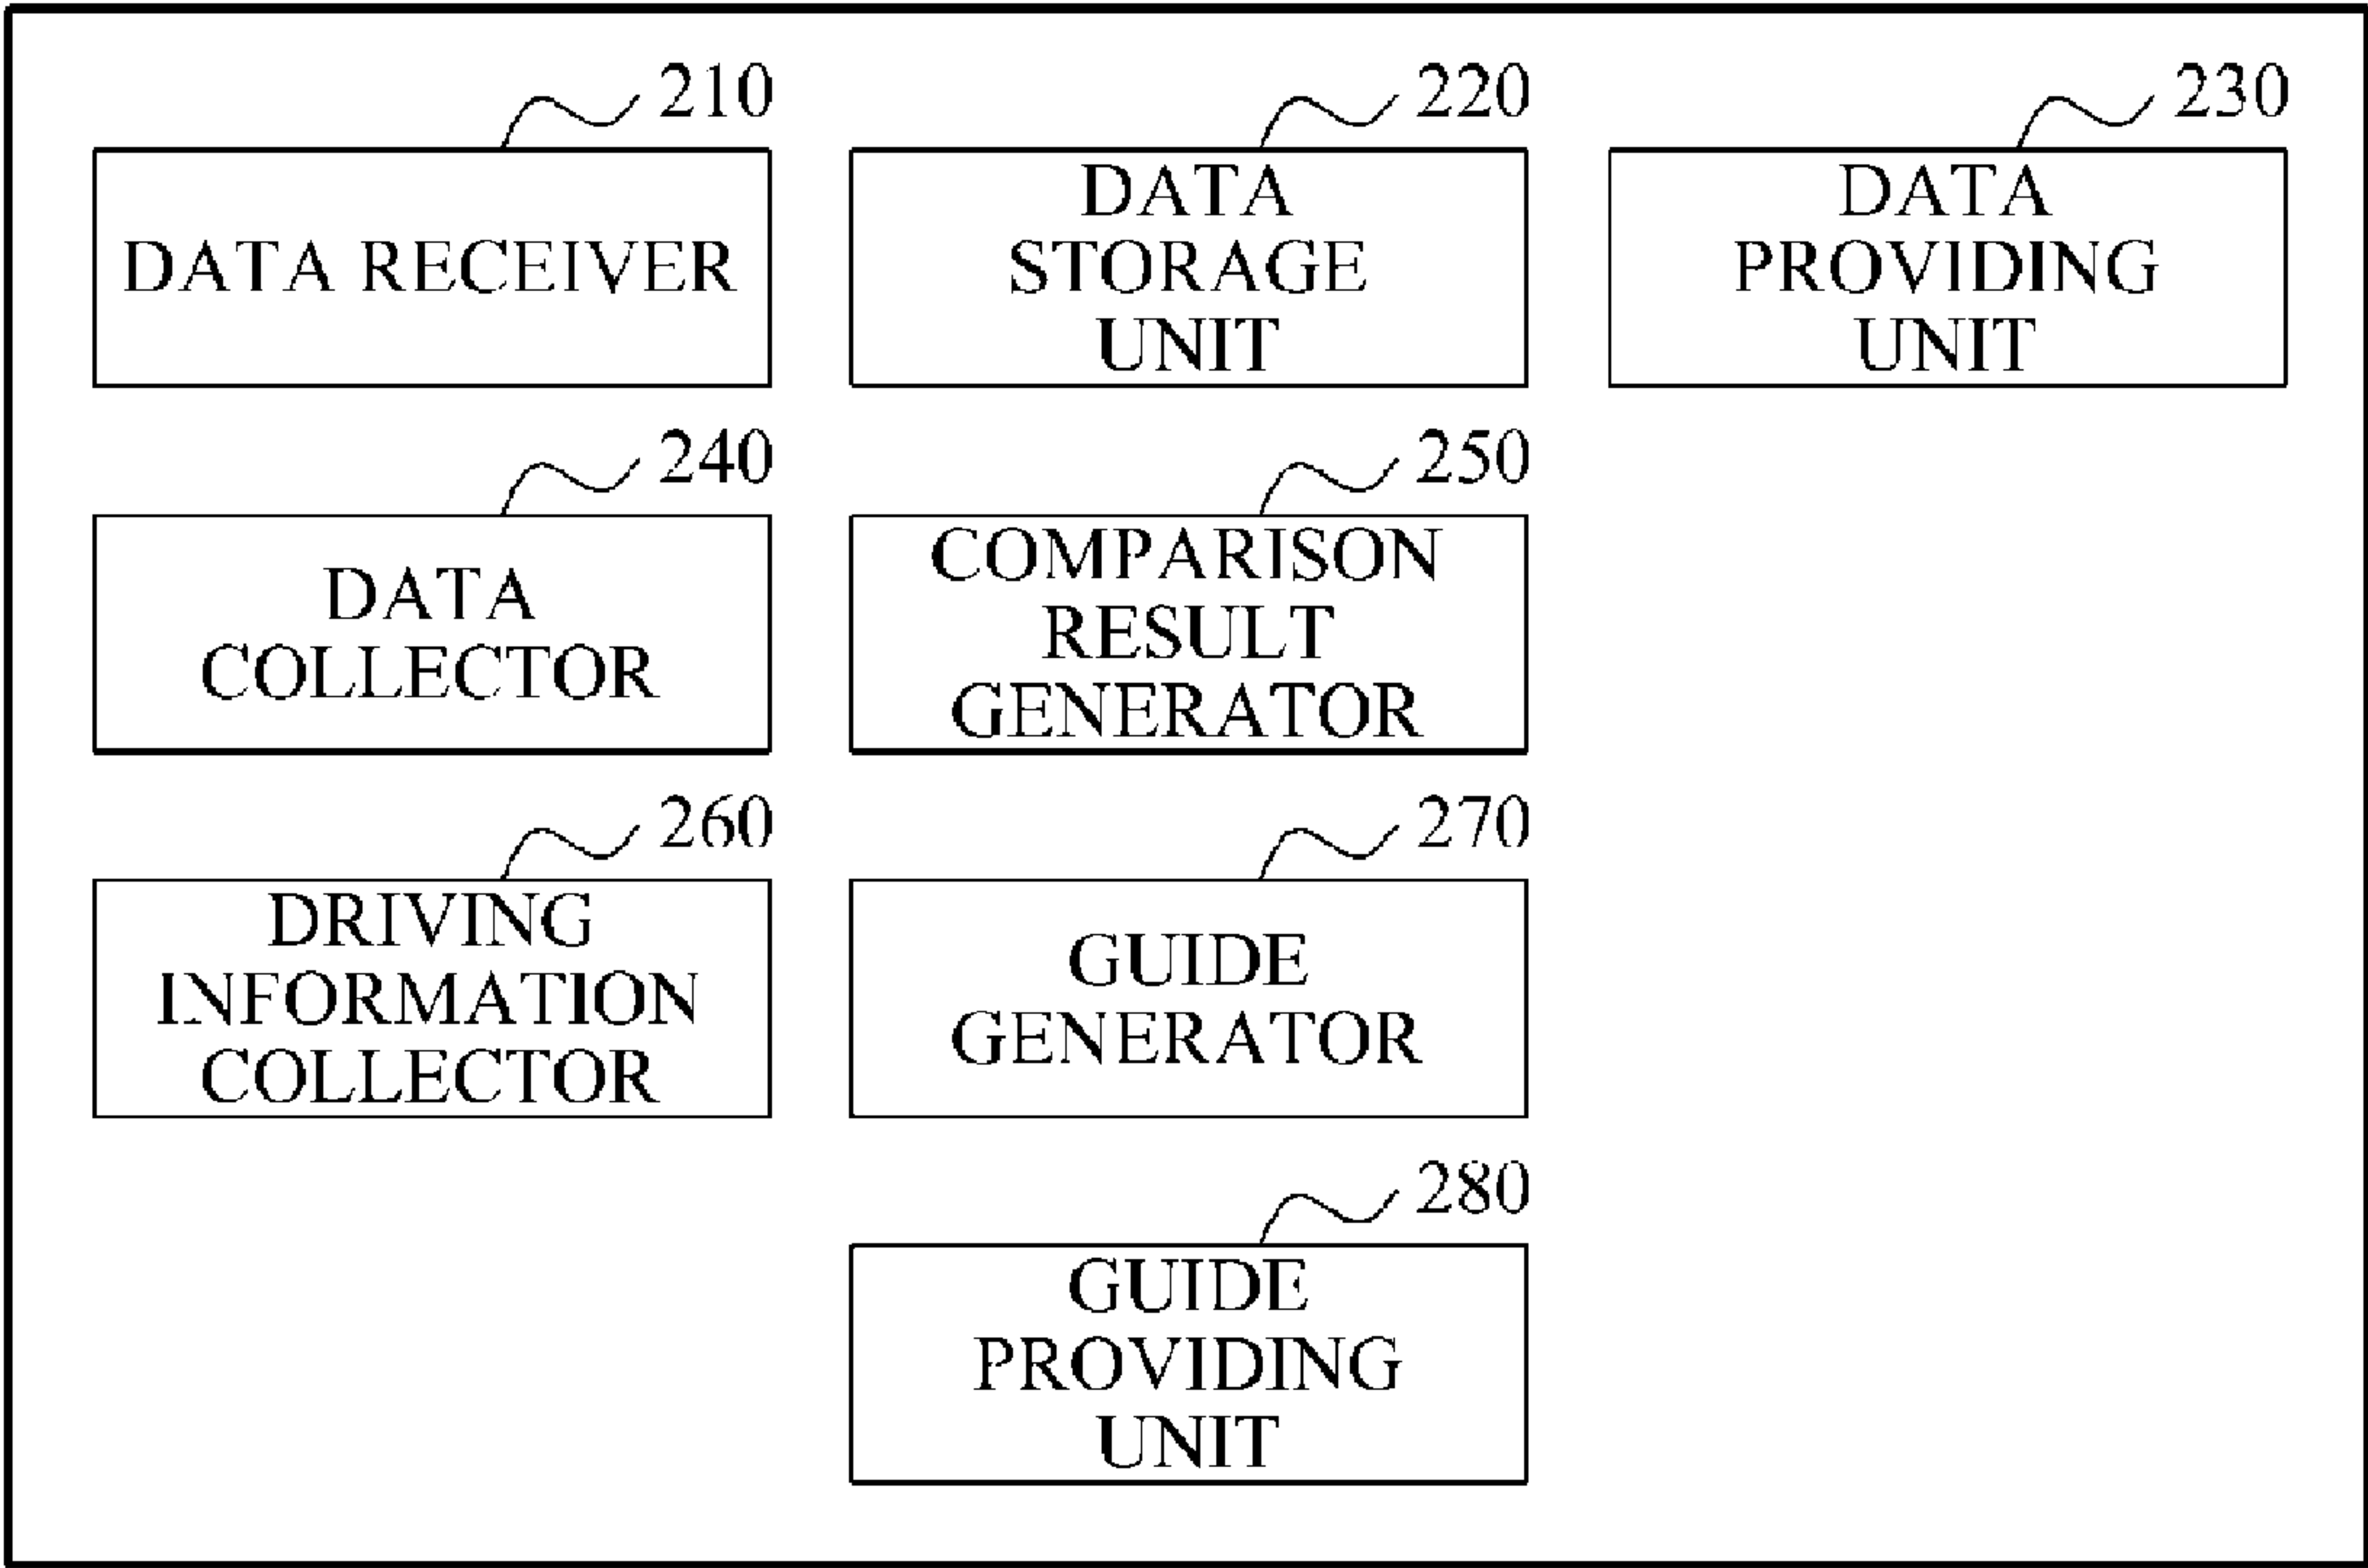 210
DATA RECEIVER
220
DATA
STORAGE
UNIT
230
DATA
PROVIDING
UNIT
240
DATA
COLLECTOR
250
COMPARISON
RESULT
GENERATOR
260
DRIVING
INFORMATION
COLLECTOR
270
GUIDE
GENERATOR
280
GUIDE
PROVIDING
UNIT